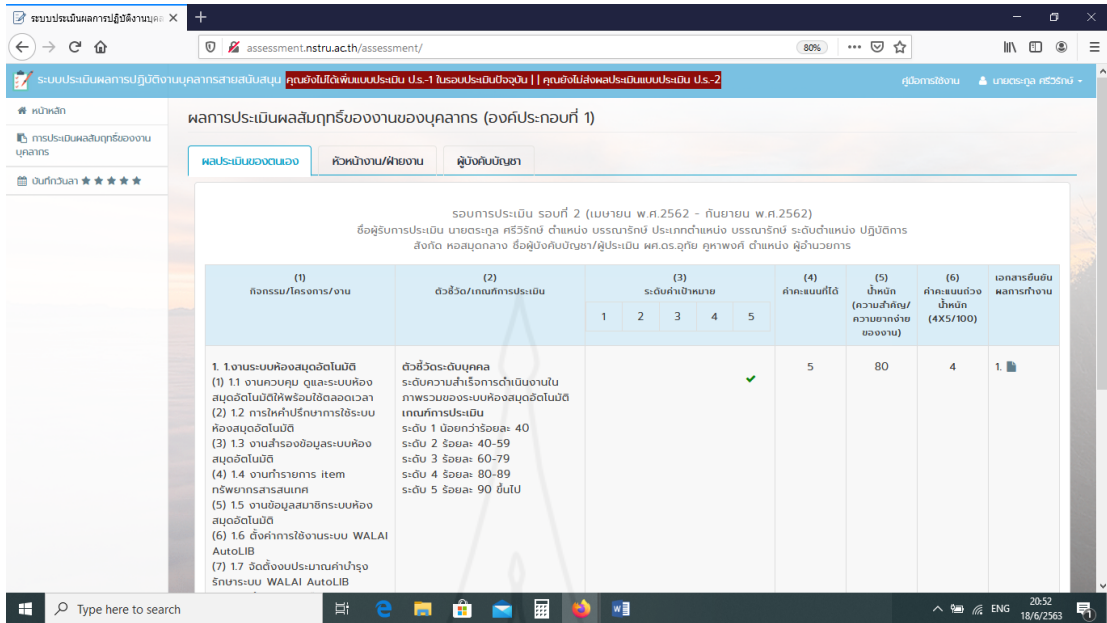 ระบบประเมินผลการปฏิบัติงานบุคล
assessment.nstru.ac.th/assessment/
80%
ระบบประเมินผลการปฏิบัติงานบุคลากรสายสนับสนุน คุณยังไม่ได้เพิ่มแบบประเมิน ป.ร.-1 ในรอบประเมินปัจจุบัน || คุณยังไม่ส่งผลประเมินแบบประเมิน ป.ร.-2
คู่มือการใช้งาน
นายตระกูล ศรีวิรักษ์
หน้าหลัก
การประเมินผลสัมฤทธิ์ของงาน
บุคลากร
บันทึกวันลา ★ ★ ★ ★ ★
ผลการประเมินผลสัมฤทธิ์ของงานของบุคลากร (องค์ประกอบที่ 1)
ผลประเมินของตนเอง
หัวหน้างาน/ฝ่ายงาน
ผู้บังคับบัญชา
รอบการประเมิน รอบที่ 2 (เมษายน พ.ศ.2562 - กันยายน พ.ศ.2562)
ชื่อผู้รับการประเมิน นายตระกูล ศรีวิรักษ์ ตำแหน่ง บรรณารักษ์ ประเภทตำแหน่ง บรรณารักษ์ ระดับตำแหน่ง ปฏิบัติการ
สังกัด หอสมุดกลาง ชื่อผู้บังคับบัญชา/ผู้ประเมิน ผศ.ดร.อุทัย คูหาพงศ์ ตำแหน่ง ผู้อำนวยการ
(1)
กิจกรรม/โครงการ/งาน
(2)
ตัวชี้วัด/เกณฑ์การประเมิน
(3)
ระดับค่าเป้าหมาย
1 2 3 4 5
(4)
ค่าคะแนนที่ได้
(5)
น้ำหนัก
(ความสำคัญ/
ความยากง่าย
ของงาน)
(6)
ค่าคะแนนถ่วง
น้ำหนัก
(4X5/100)
เอกสารยืนยัน
ผลการทำงาน
1. 1.งานระบบห้องสมุดอัตโนมัติ
(1) 1.1 งานควบคุม ดูและระบบห้อง
สมุดอัตโนมัติให้พร้อมใช้ตลอดเวลา
(2) 1.2 การให้คำปรึกษาการใช้ระบบ
ห้องสมุดอัตโนมัติ
(3) 1.3 งานสำรองข้อมูลระบบห้อง
สมุดอัตโนมัติ
(4) 1.4 งานทำรายการ item
ทรัพยากรสารสนเทศ
(5) 1.5 งานข้อมูลสมาชิกระบบห้อง
สมุดอัตโนมัติ
(6) 1.6 ตั้งค่าการใช้งานระบบ WALAI
AutoLIB
(7) 1.7 จัดตั้งงบประมาณค่าบำรุง
รักษาระบบ WALAI AutoLIB
ตัวชี้วัดระดับบุคคล
ระดับความสำเร็จการดำเนินงานใน
ภาพรวมของระบบห้องสมุดอัตโนมัติ
เกณฑ์การประเมิน
ระดับ 1 น้อยกว่าร้อยละ 40
ระดับ 2 ร้อยละ 40-59
ระดับ 3 ร้อยละ 60-79
ระดับ 4 ร้อยละ 80-89
ระดับ 5 ร้อยละ 90 ขึ้นไป
5
80
4
1.
Type here to search
ENG
20:52
18/6/2563